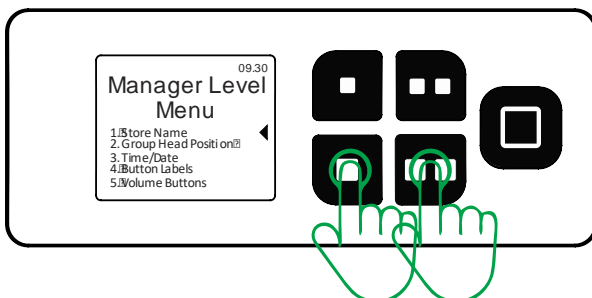 09.30
Manager Level
Menu
1. Store Name
2. Group Head Position
3. Time/Date
4. Button Labels
5. Volume Buttons